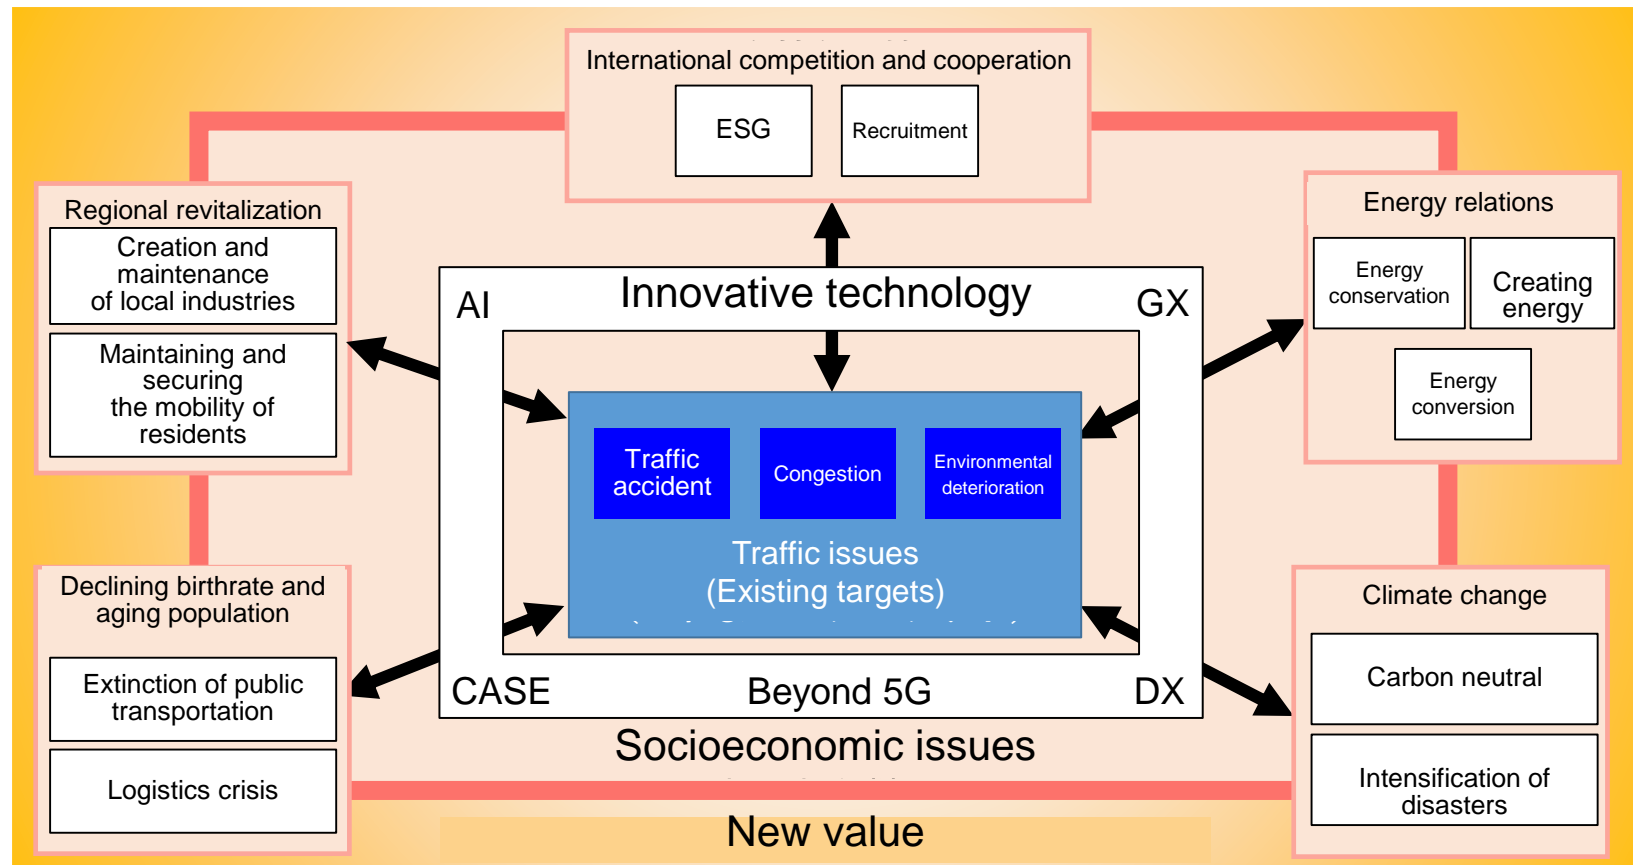 International competition and cooperation
ESG
Recruitment
Regional revitalization
Creation and
maintenance
of local industries
Maintaining and
securing
the mobility of
residents
Energy relations
Energy
conservation
Creating
energy
Energy
conversion
AI
Innovative technology
GX
Traffic
accident
Congestion
Environmental
deterioration
Traffic issues
(Existing targets)
CASE
Beyond 5G
DX
Declining birthrate and
aging population
Extinction of public
transportation
Logistics crisis
Climate change
Carbon neutral
Intensification of
disasters
Socioeconomic issues
New value